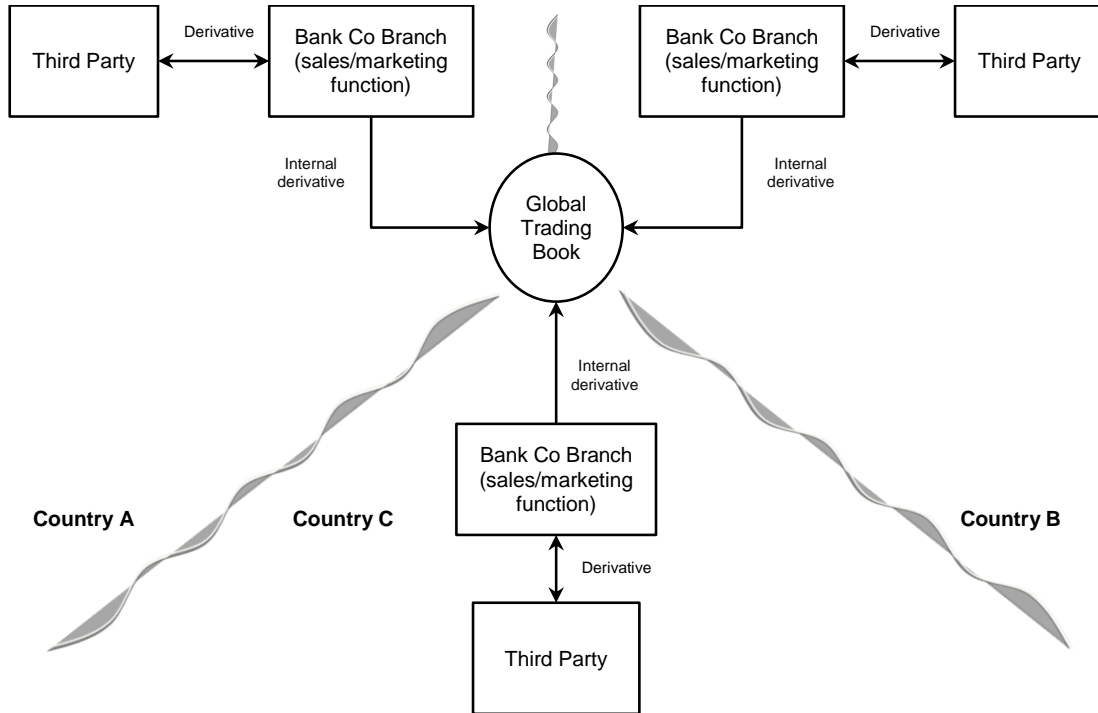 Third Party
Derivative
Bank Co Branch
(sales/marketing
function)
Bank Co Branch
(sales/marketing
function)
Derivative
Third Party
Internal
derivative
Internal
derivative
Global
Trading
Book
Internal
derivative
Bank Co Branch
(sales/marketing
function)
Country A
Country C
Country B
Derivative
Third Party